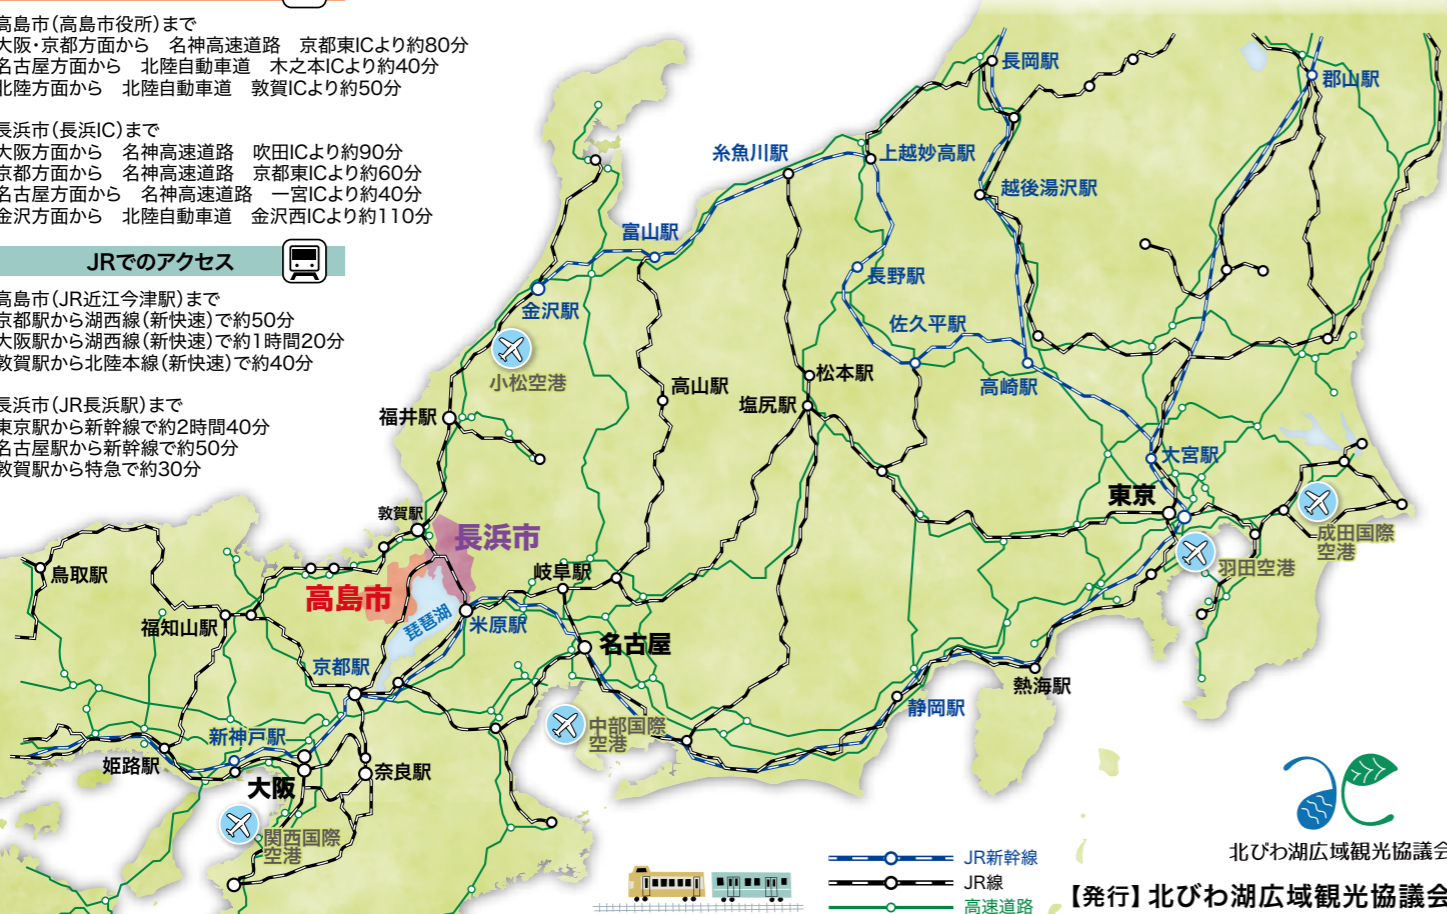 高島市（高島市役所）まで
大阪・京都方面から　名神高速道路　京都東ICより約80分
名古屋方面から　北陸自動車道　木之本ICより約40分
北陸方面から　北陸自動車道　敦賀ICより約50分
長浜市（長浜IC）まで
大阪方面から　名神高速道路　吹田ICより約90分
京都方面から　名神高速道路　京都東ICより約60分
名古屋方面から　名神高速道路　一宮ICより約40分
金沢方面から　北陸自動車道　金沢西ICより約110分
JRでのアクセス
高島市（JR近江今津駅）まで
京都駅から湖西線（新快速）で約50分
大阪駅から湖西線（新快速）で約1時間20分
敦賀駅から北陸本線（新快速）で約40分
長浜市（JR長浜駅）まで
東京駅から新幹線で約2時間40分
名古屋駅から新幹線で約50分
敦賀駅から特急で約30分
長岡駅
郡山駅
糸魚川駅
上越妙高駅
越後湯沢駅
富山駅
長野駅
金沢駅
佐久平駅
小松空港
高山駅
松本駅
高崎駅
塩尻駅
福井駅
大宮駅
東京
敦賀駅
長浜市
成田国際
空港
羽田空港
鳥取駅
高島市
岐阜駅
琵琶湖
米原駅
福知山駅
名古屋
京都駅
熱海駅
静岡駅
新神戸駅
中部国際
空港
姫路駅
奈良駅
大阪
関西国際
空港
北びわ湖広域観光協議会
JR新幹線
JR線
高速道路
【発行】北びわ湖広域観光協議会